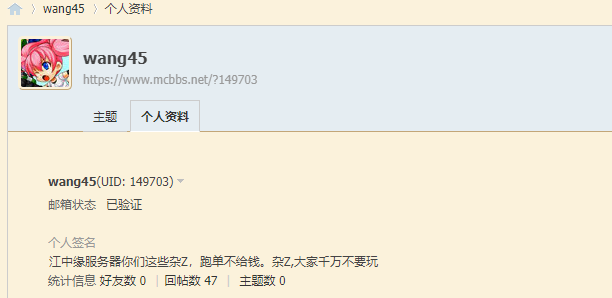 wang45 〉 个人资料
wang45
https://www.mcbbs.net/?149703
主题 个人资料
wang45(UID: 149703)
邮箱状态 已验证
个人签名
江中缘服务器你们这些杂Z，跑单不给钱。杂Z,大家千万不要玩
统计信息 好友数 0 | 回帖数 47 | 主题数 0